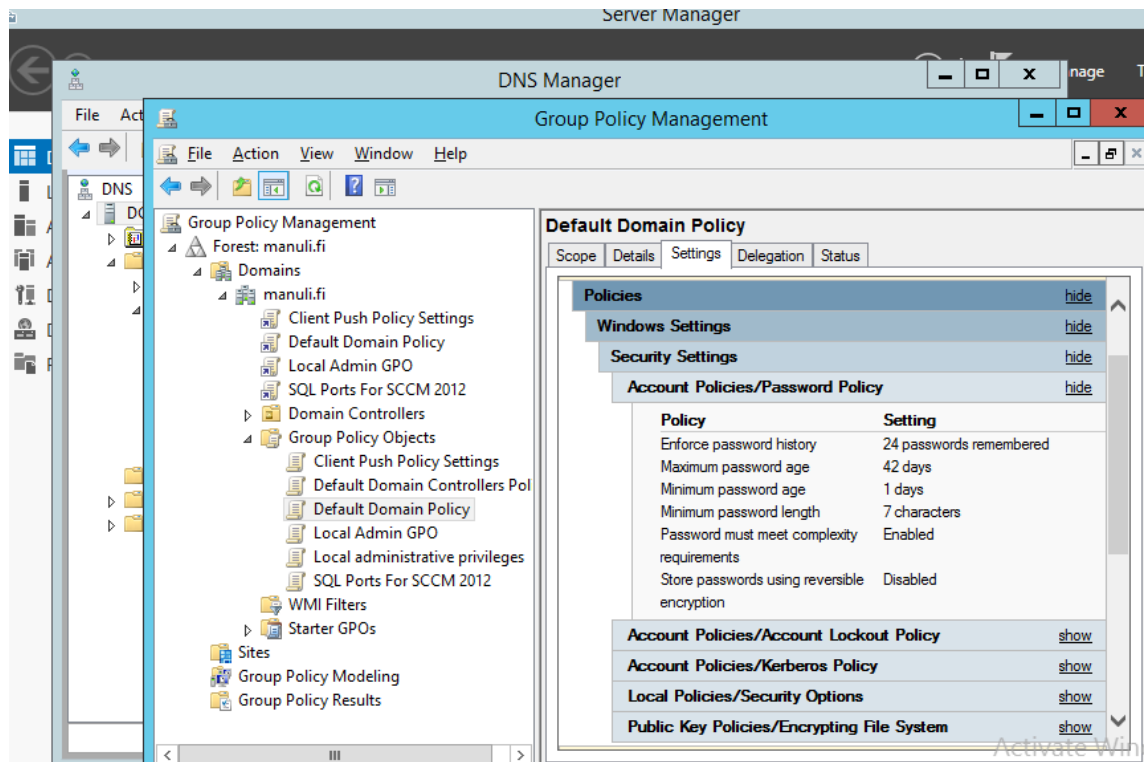 Server Manager
nage
DNS Manager
File Act
Group Policy Management
File Action View Window Help
DNS
Group Policy Management
Forest: manuli.fi
Domains
manuli.fi
Client Push Policy Settings
Default Domain Policy
Local Admin GPO
SQL Ports For SCCM 2012
Domain Controllers
Group Policy Objects
Client Push Policy Settings
Default Domain Controllers Pol
Default Domain Policy
Local Admin GPO
Local administrative privileges
SQL Ports For SCCM 2012
WMI Filters
Starter GPOs
Sites
Group Policy Modeling
Group Policy Results
Default Domain Policy
Scope Details Settings Delegation Status
Policies hide
Windows Settings hide
Security Settings hide
Account Policies/Password Policy hide
Policy Setting
Enforce password history 24 passwords remembered
Maximum password age 42 days
Minimum password age 1 days
Minimum password length 7 characters
Password must meet complexity Enabled
requirements
Store passwords using reversible Disabled
encryption
Account Policies/Account Lockout Policy show
Account Policies/Kerberos Policy show
Local Policies/Security Options show
Public Key Policies/Encrypting File System show
Activate Win